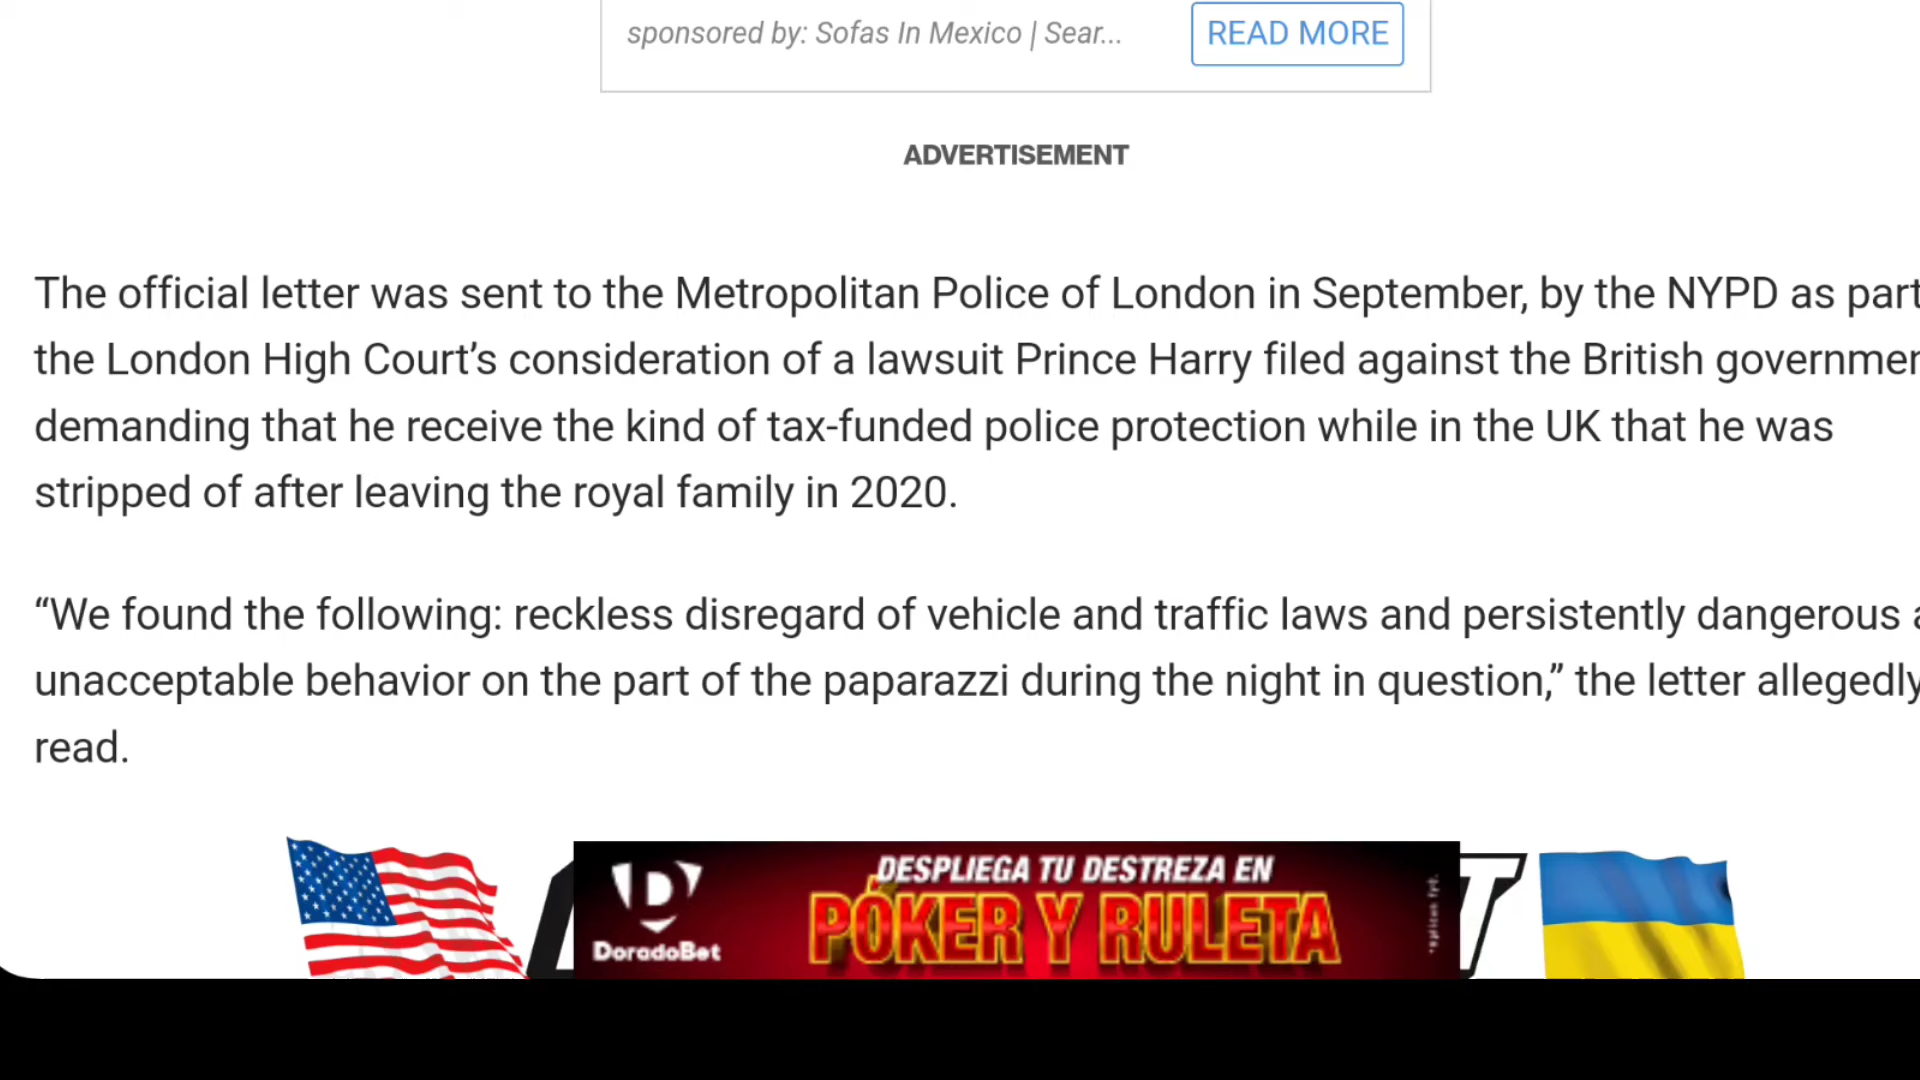 sponsored by: Sofas In Mexico | Sear...
READ MORE
ADVERTISEMENT
The official letter was sent to the Metropolitan Police of London in September, by the NYPD as part
the London High Court’s consideration of a lawsuit Prince Harry filed against the British
demanding that he receive the kind of tax-funded police protection while in the UK that he was
stripped of after leaving the royal family in 2020.
“We found the following: reckless disregard of vehicle and traffic laws and persistently dangerous
unacceptable behavior on the part of the paparazzi during the night in question,” the letter allegedly
read.
DESPLIEGA TU DESTREZA EN
PÓKER Y RULETA
DoradoBet